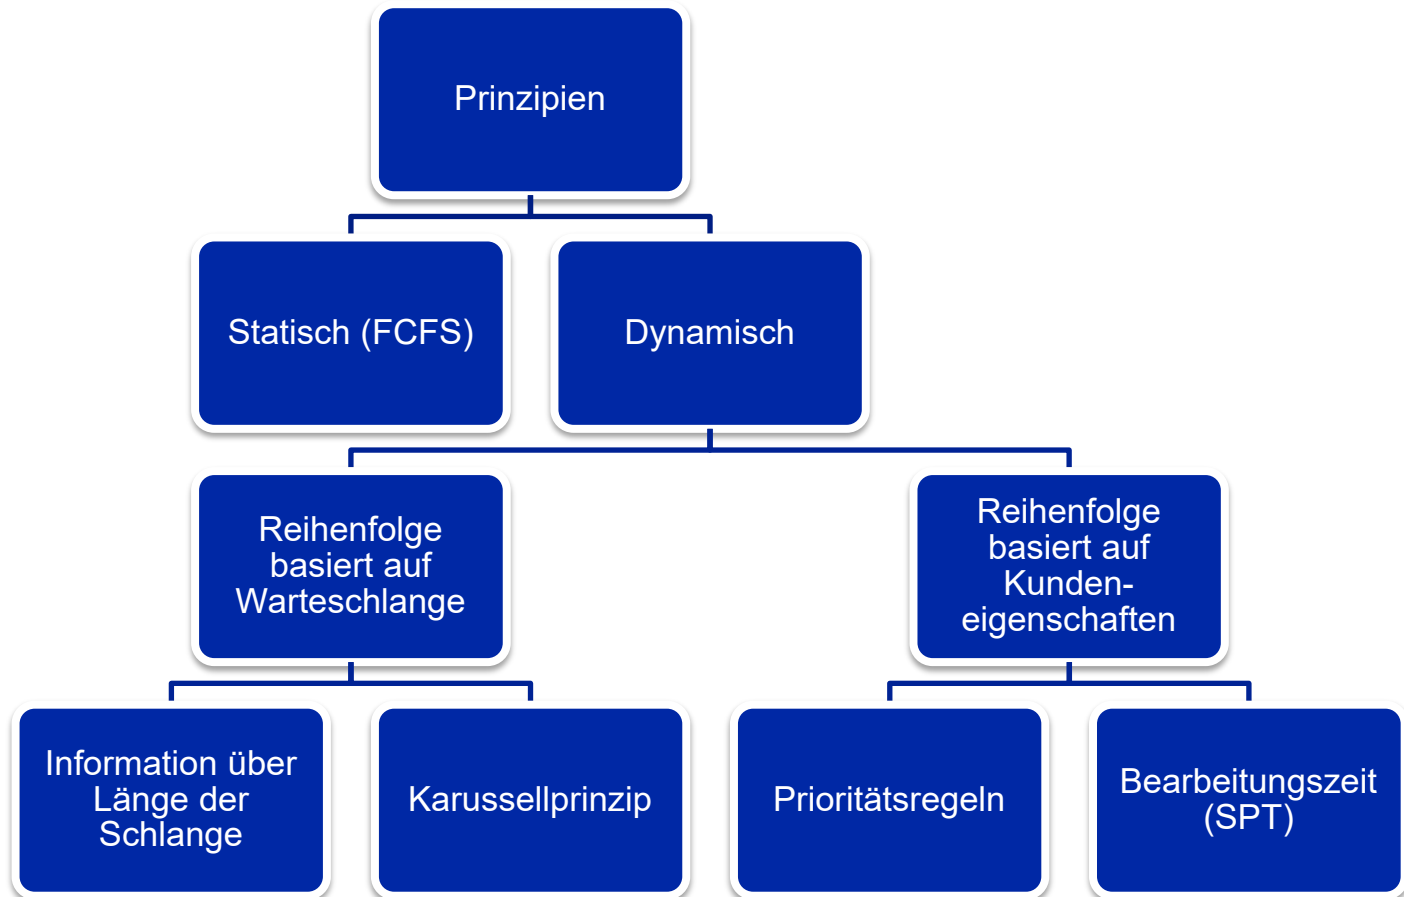 Prinzipien
Statisch (FCFS)
Dynamisch
Reihenfolge
basiert auf
Warteschlange
Reihenfolge
basiert auf
Kunden-
eigenschaften
Information über
Länge der
Schlange
Karussellprinzip
Prioritätsregeln
Bearbeitungszeit
(SPT)